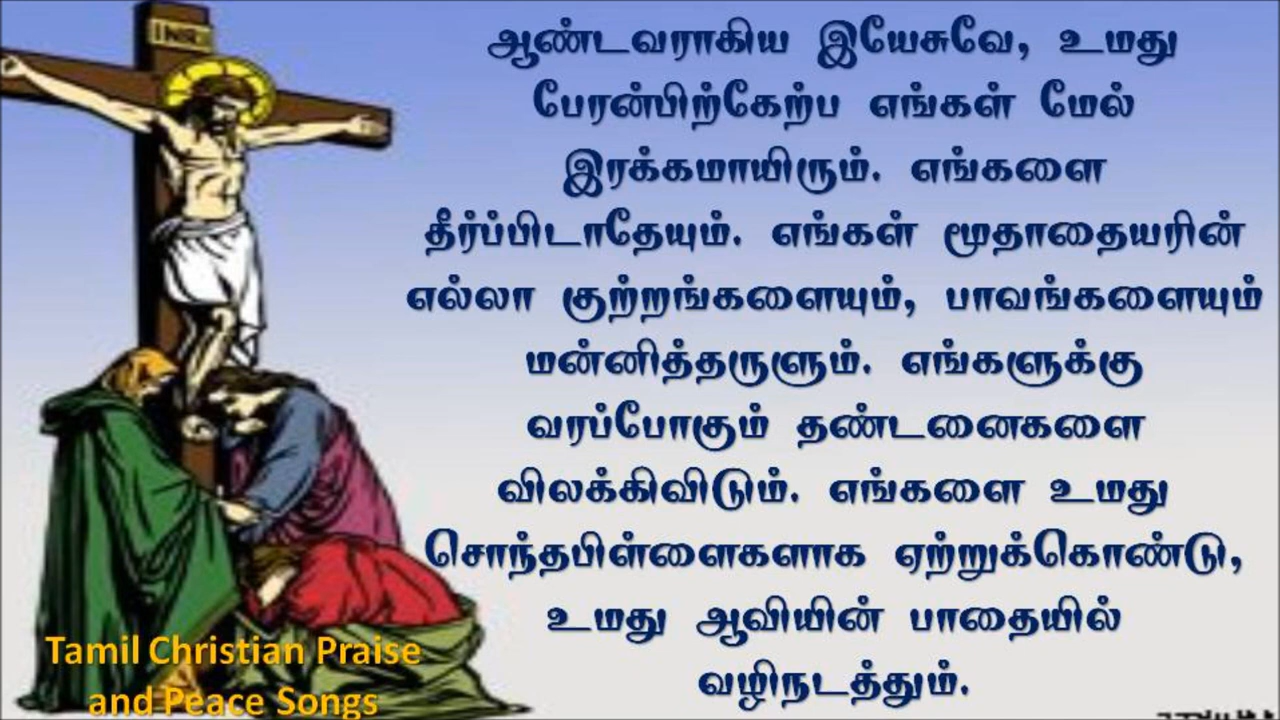 INRI
ஆண்டவராகிய இயேசுவே, உமது
பேரன்பிற்கேற்ப எங்கள் மேல்
இரக்கமாயிரும். எங்களை
தீர்ப்பிடாதேயும். எங்கள் மூதாதையரின்
எல்லா குற்றங்களையும், பாவங்களையும்
மன்னித்தருளும். எங்களுக்கு
வரப்போகும் தண்டனைகளை
விலக்கிவிடும். எங்களை உமது
சொந்தபிள்ளைகளாக ஏற்றுக்கொண்டு,
உமது ஆவியின் பாதையில்
வழிநடத்தும்.
Tamil Christian Praise
and Peace Songs